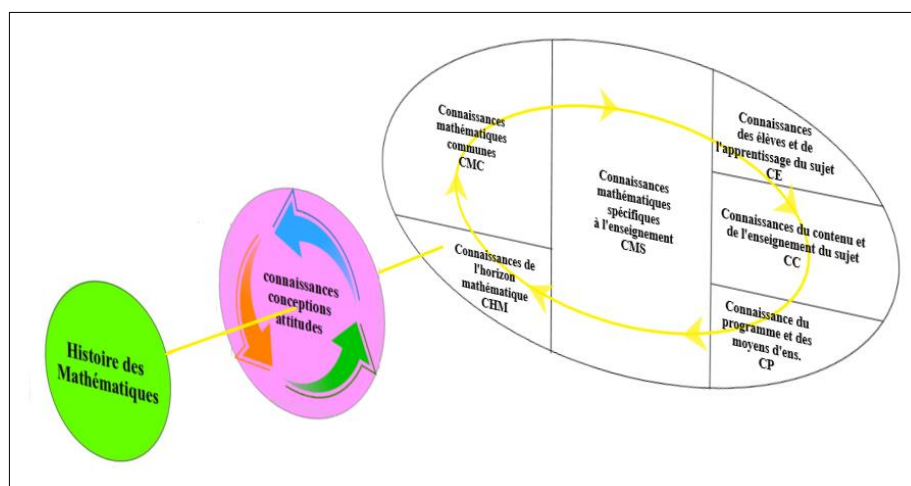 Histoire des
Mathématiques
connaissances
conceptions
attitudes
Connaissances
mathématiques
communes
CMC
Connaissances de
l'horizon
mathématique
CHM
Connaissances
mathématiques
spécifiques
à l'enseignement
CMS
Connaissances
des élèves et de
l'apprentissage du sujet
CE
Connaissances du contenu et
de l'enseignement du sujet
CC
Connaissance du
programme et des
moyens d'ens.
CP